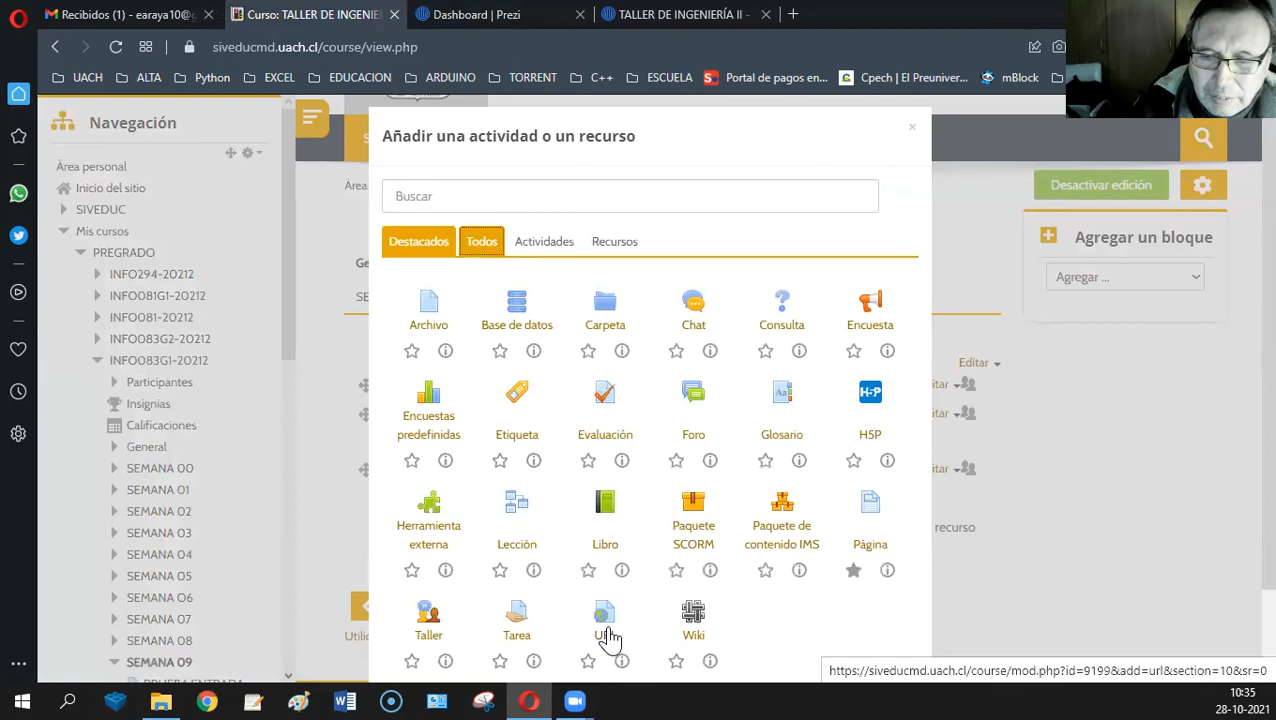 Recibidos (1) - earaya10@g
Curso: TALLER DE INGENIE
Dashboard | Prezi
TALLER DE INGENIERÍA II -
siveducmd.uach.cl/course/view.php
UACH
ALTA
Python
EXCEL
EDUCACION
ARDUINO
TORRENT
C++
ESCUELA
Portal de pagos en...
Cpech | El Preuniver...
mBlock
Navegación
Área personal
Inicio del sitio
SIVEDUC
Mis cursos
PREGRADO
INFO294-20212
INFO081G1-20212
INFO081-20212
INFO083G2-20212
INFO083G1-20212
Participantes
Insignias
Calificaciones
General
SEMANA 00
SEMANA 01
SEMANA 02
SEMANA 03
SEMANA 04
SEMANA 05
SEMANA 06
SEMANA 07
SEMANA 08
SEMANA 09
PRUEBA ENTRADA
Añadir una actividad o un recurso
Buscar
Destacados
Todos
Actividades
Recursos
Archivo
Base de datos
Carpeta
Chat
Consulta
Encuesta
Encuestas
predefinidas
Etiqueta
Evaluación
Foro
Glosario
H5P
Herramienta
externa
Lección
Libro
Paquete
SCORM
Paquete de
contenido IMS
Página
Taller
Tarea
Wiki
Desactivar edición
Agregar un bloque
Agregar ...
Editar
recurso
https://siveducmd.uach.cl/course/mod.php?id=9199&add=url&section=10&sr=0
10:35
28-10-2021